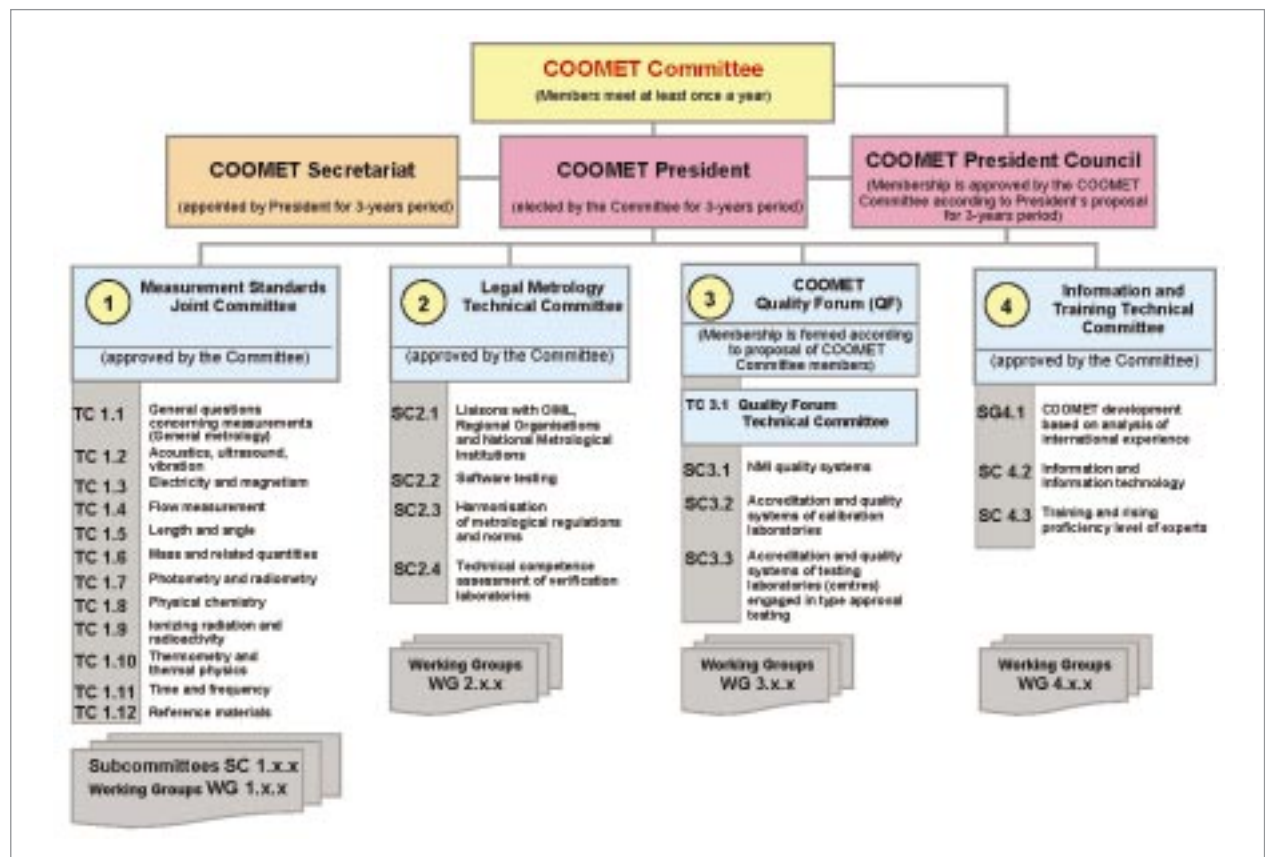 COOMET Committee
(Members meet at least once a year)
COOMET Secretariat
(appointed by President for 3-years period)
COOMET President
(elected by the Committee for 3-years period)
COOMET President Council
(Membership is approved by the COOMET
Committee according to President's proposal
for 3-years period)
1
Measurement Standards
Joint Committee
(approved by the Committee)
TC 1.1 General questions
concerning measurements
(General metrology)
TC 1.2 Acoustics, ultrasound,
vibration
TC 1.3 Electricity and magnetism
TC 1.4 Flow measurement
TC 1.5 Length and angle
TC 1.6 Mass and related quantities
TC 1.7 Photometry and radiometry
TC 1.8 Physical chemistry
TC 1.9 Ionizing radiation and
radioactivity
TC 1.10 Thermometry and
thermal physics
TC 1.11 Time and frequency
TC 1.12 Reference materials
Subcommittees SC 1.x.x
Working Groups WG 1.x.x
2
Legal Metrology
Technical Committee
(approved by the Committee)
SC2.1 Liaisons with OIML,
Regional Organisations
and National Metrological
Institutions
SC2.2 Software testing
SC2.3 Harmonisation
of metrological regulations
and norms
SC2.4 Technical competence
assessment of verification
laboratories
Working Groups
WG 2.x.x
3
COOMET
Quality Forum (QF)
(Membership is formed according
to proposal of COOMET
Committee members)
TC 3.1 Quality Forum
Technical Committee
SC3.1 NMI quality systems
SC3.2 Accreditation and quality
systems of calibration
laboratories
SC3.3 Accreditation and quality
systems of testing
laboratories (centres)
engaged in type approval
testing
Working Groups
WG 3.x.x
4
Information and
Training Technical
Committee
(approved by the Committee)
SG4.1 COOMET development
based on analysis of
international experience
SC 4.2 Information and
information technology
SC 4.3 Training and rising
proficiency level of experts
Working Groups
WG 4.x.x